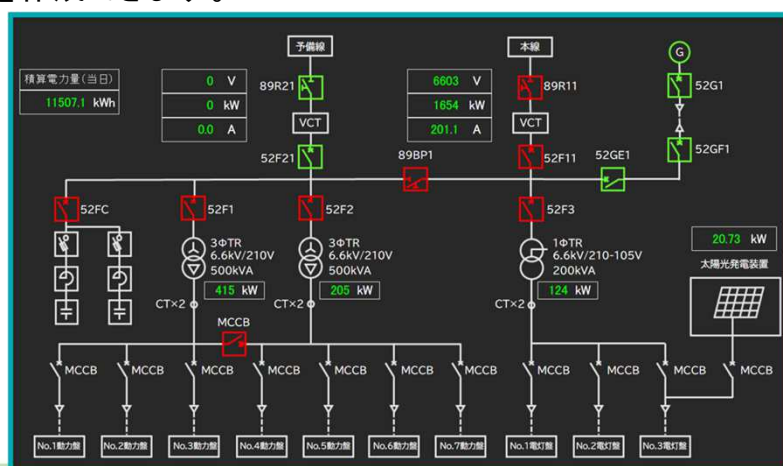 予備線
本線
G
積算電力量(当日)
11507.1 kWh
0 V
0 kW
0.0 A
89R21
6603 V
1654 kW
201.1 A
89R11
52G1
VCT
VCT
52F21
89BP1
52F11
52GE1
52GF1
52FC
52F1
52F2
52F3
3ΦTR
6.6kV/210V
500kVA
415 kW
3ΦTR
6.6kV/210V
500kVA
205 kW
1ΦTR
6.6kV/210-105V
200kVA
124 kW
20.73 kW
太陽光発電装置
CT×2
CT×2
CT×2
MCCB
MCCB
MCCB
MCCB
MCCB
MCCB
MCCB
MCCB
MCCB
MCCB
MCCB
MCCB
No.1動力盤
No.2動力盤
No.3動力盤
No.4動力盤
No.5動力盤
No.6動力盤
No.7動力盤
No.1電灯盤
No.2電灯盤
No.3電灯盤